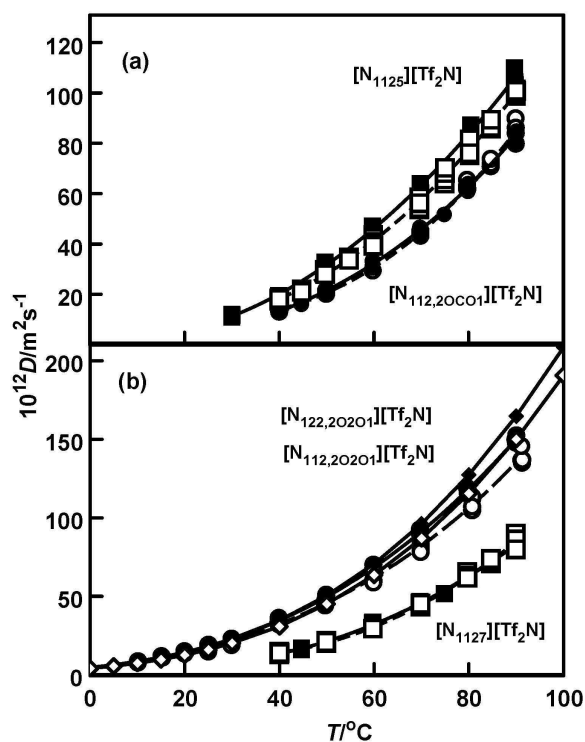 120
(a)
[N₁₁₂₅][Tf₂N]
100
80
60
40
20
[N₁₁₂,₂OCO₁][Tf₂N]
10¹²D/m²s⁻¹
200
(b)
[N₁₂₂,₂O₂O₁][Tf₂N]
150
[N₁₁₂,₂O₂O₁][Tf₂N]
100
50
[N₁₁₂₇][Tf₂N]
0
0 20 40 60 80 100
T/°C